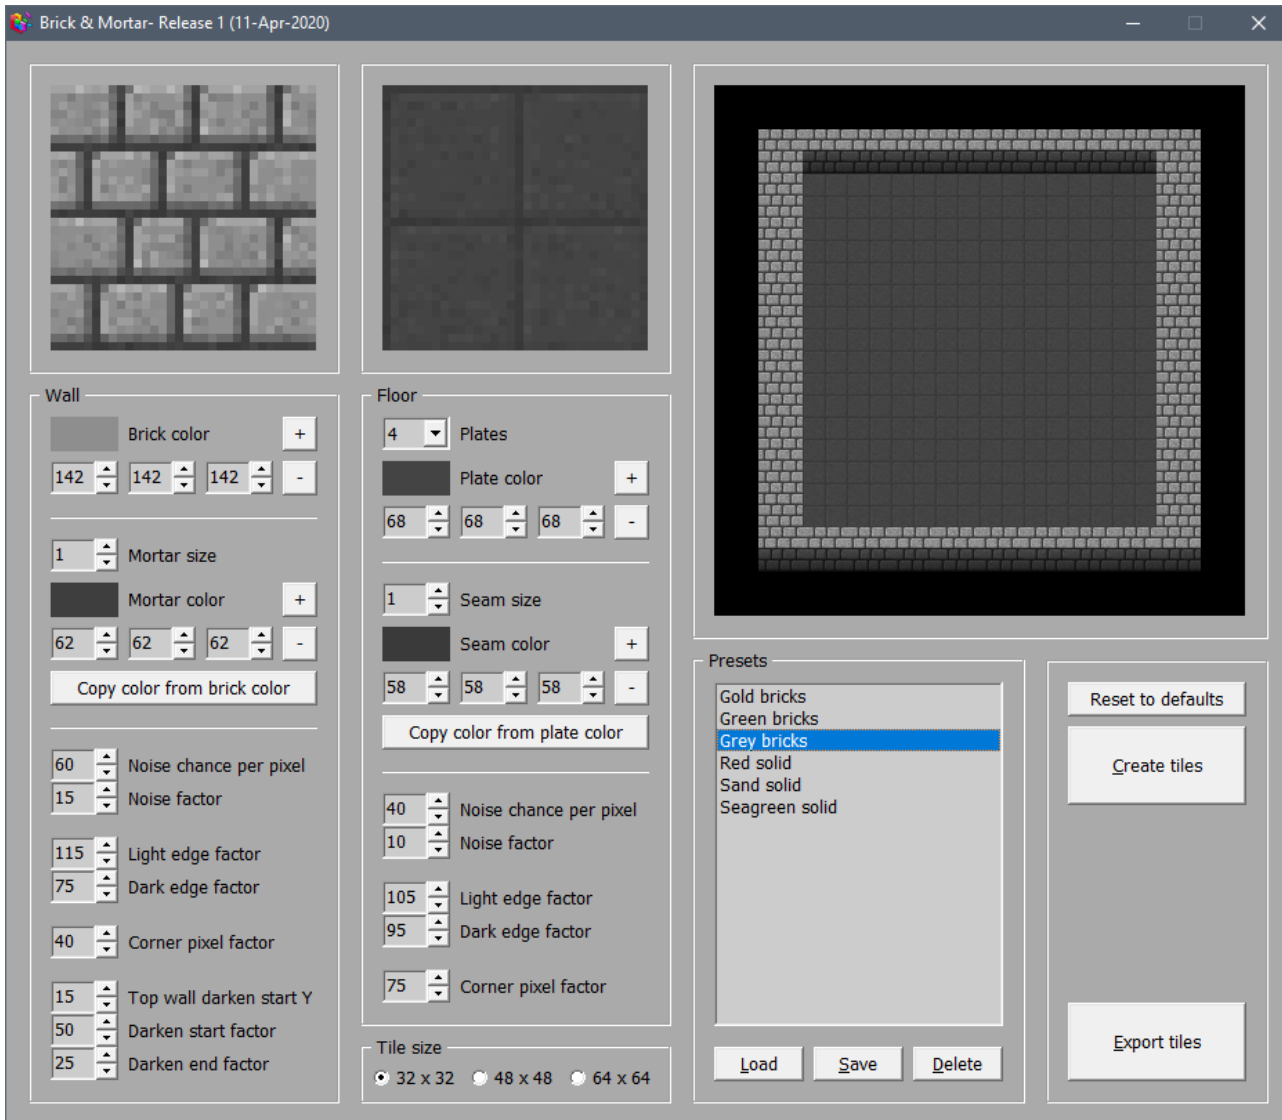 Brick & Mortar- Release 1 (11-Apr-2020)
Wall
Brick color +
142 142 142 -
1 Mortar size
Mortar color +
62 62 62 -
Copy color from brick color
60 Noise chance per pixel
15 Noise factor
115 Light edge factor
75 Dark edge factor
40 Corner pixel factor
15 Top wall darken start Y
50 Darken start factor
25 Darken end factor
Floor
4 Plates
Plate color +
68 68 68 -
1 Seam size
Seam color +
58 58 58 -
Copy color from plate color
40 Noise chance per pixel
10 Noise factor
105 Light edge factor
95 Dark edge factor
75 Corner pixel factor
Tile size
32 x 32 48 x 48 64 x 64
Presets
Gold bricks
Green bricks
Grey bricks
Red solid
Sand solid
Seagreen solid
Load Save Delete
Reset to defaults
Create tiles
Export tiles